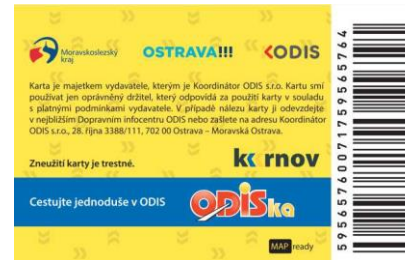 Moravskoslezský
kraj
OSTRAVA!!!
KODIS
Karta je majetkem vydavatele, kterým je Koordinátor ODIS s.r.o. Kartu smí
používat jen oprávněný držitel, který odpovídá za použití karty v souladu
s platnými podmínkami vydavatele. V případě nálezu karty ji odevzdejte
v nejbližším Dopravním infocentru ODIS nebo zašlete na adresu Koordinátor
ODIS s.r.o., 28. října 3388/111, 702 00 Ostrava – Moravská Ostrava.
Zneužití karty je trestné.
krnov
Cestujte jednoduše v ODIS
ODISka
MAP ready
5956576007175956 5764